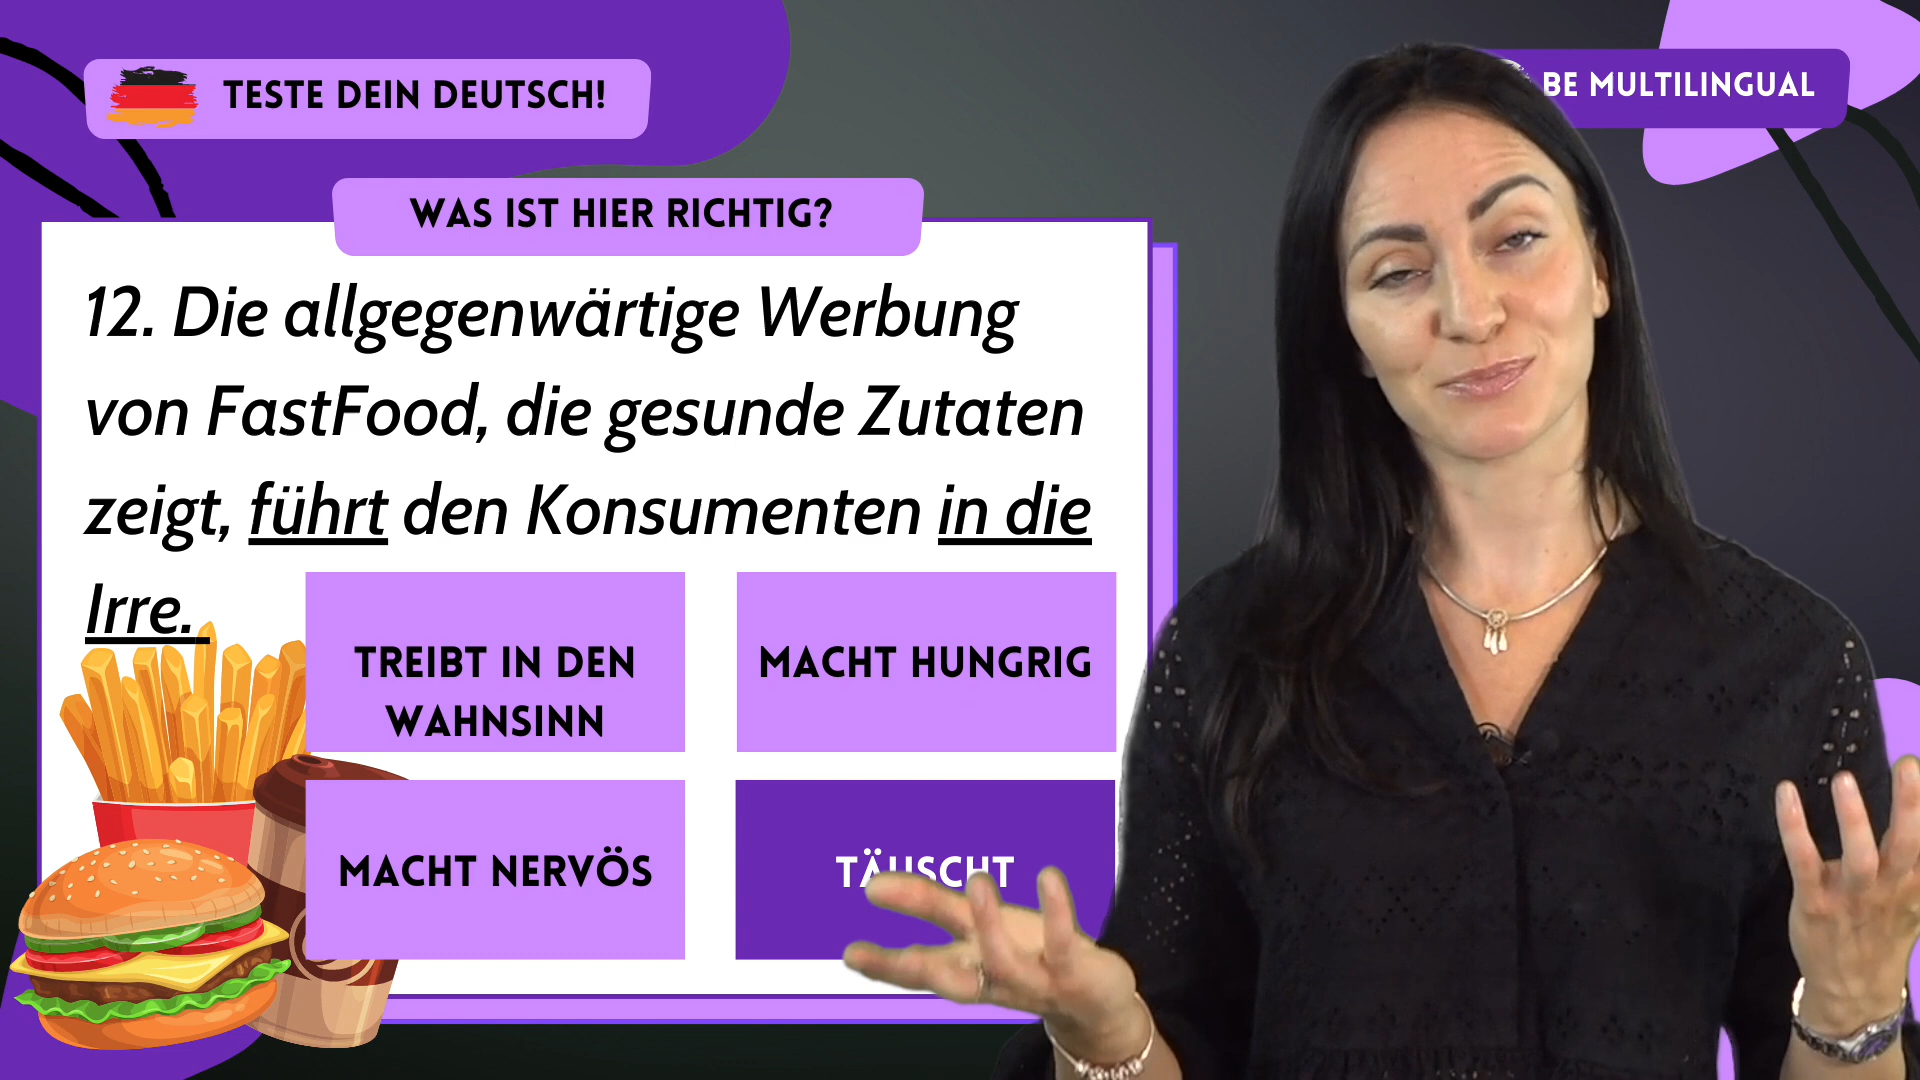 TESTE DEIN DEUTSCH!
BE MULTILINGUAL
WAS IST HIER RICHTIG?
12. Die allgegenwärtige Werbung
von FastFood, die gesunde Zutaten
zeigt, führt den Konsumenten in die
Irre.
TREIBT IN DEN
WAHNSINN
MACHT HUNGRIG
MACHT NERVÖS
TÄUSCHT